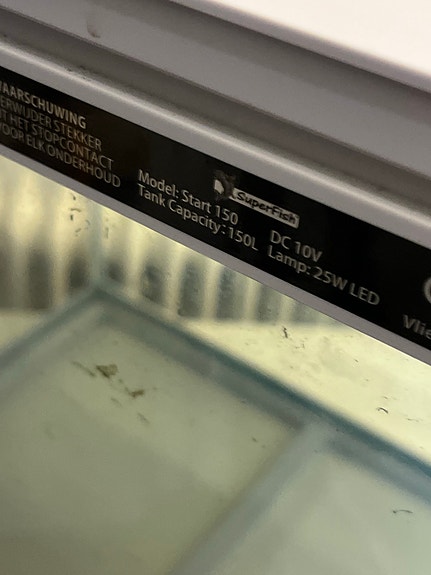 WAARSCHUWING
VERWIJDER STEKKER
UIT HET STOPCONTACT
VOOR ELK ONDERHOUD
SuperFish
Model: Start 150
Tank Capacity: 150L
DC 10V
Lamp: 25W LED